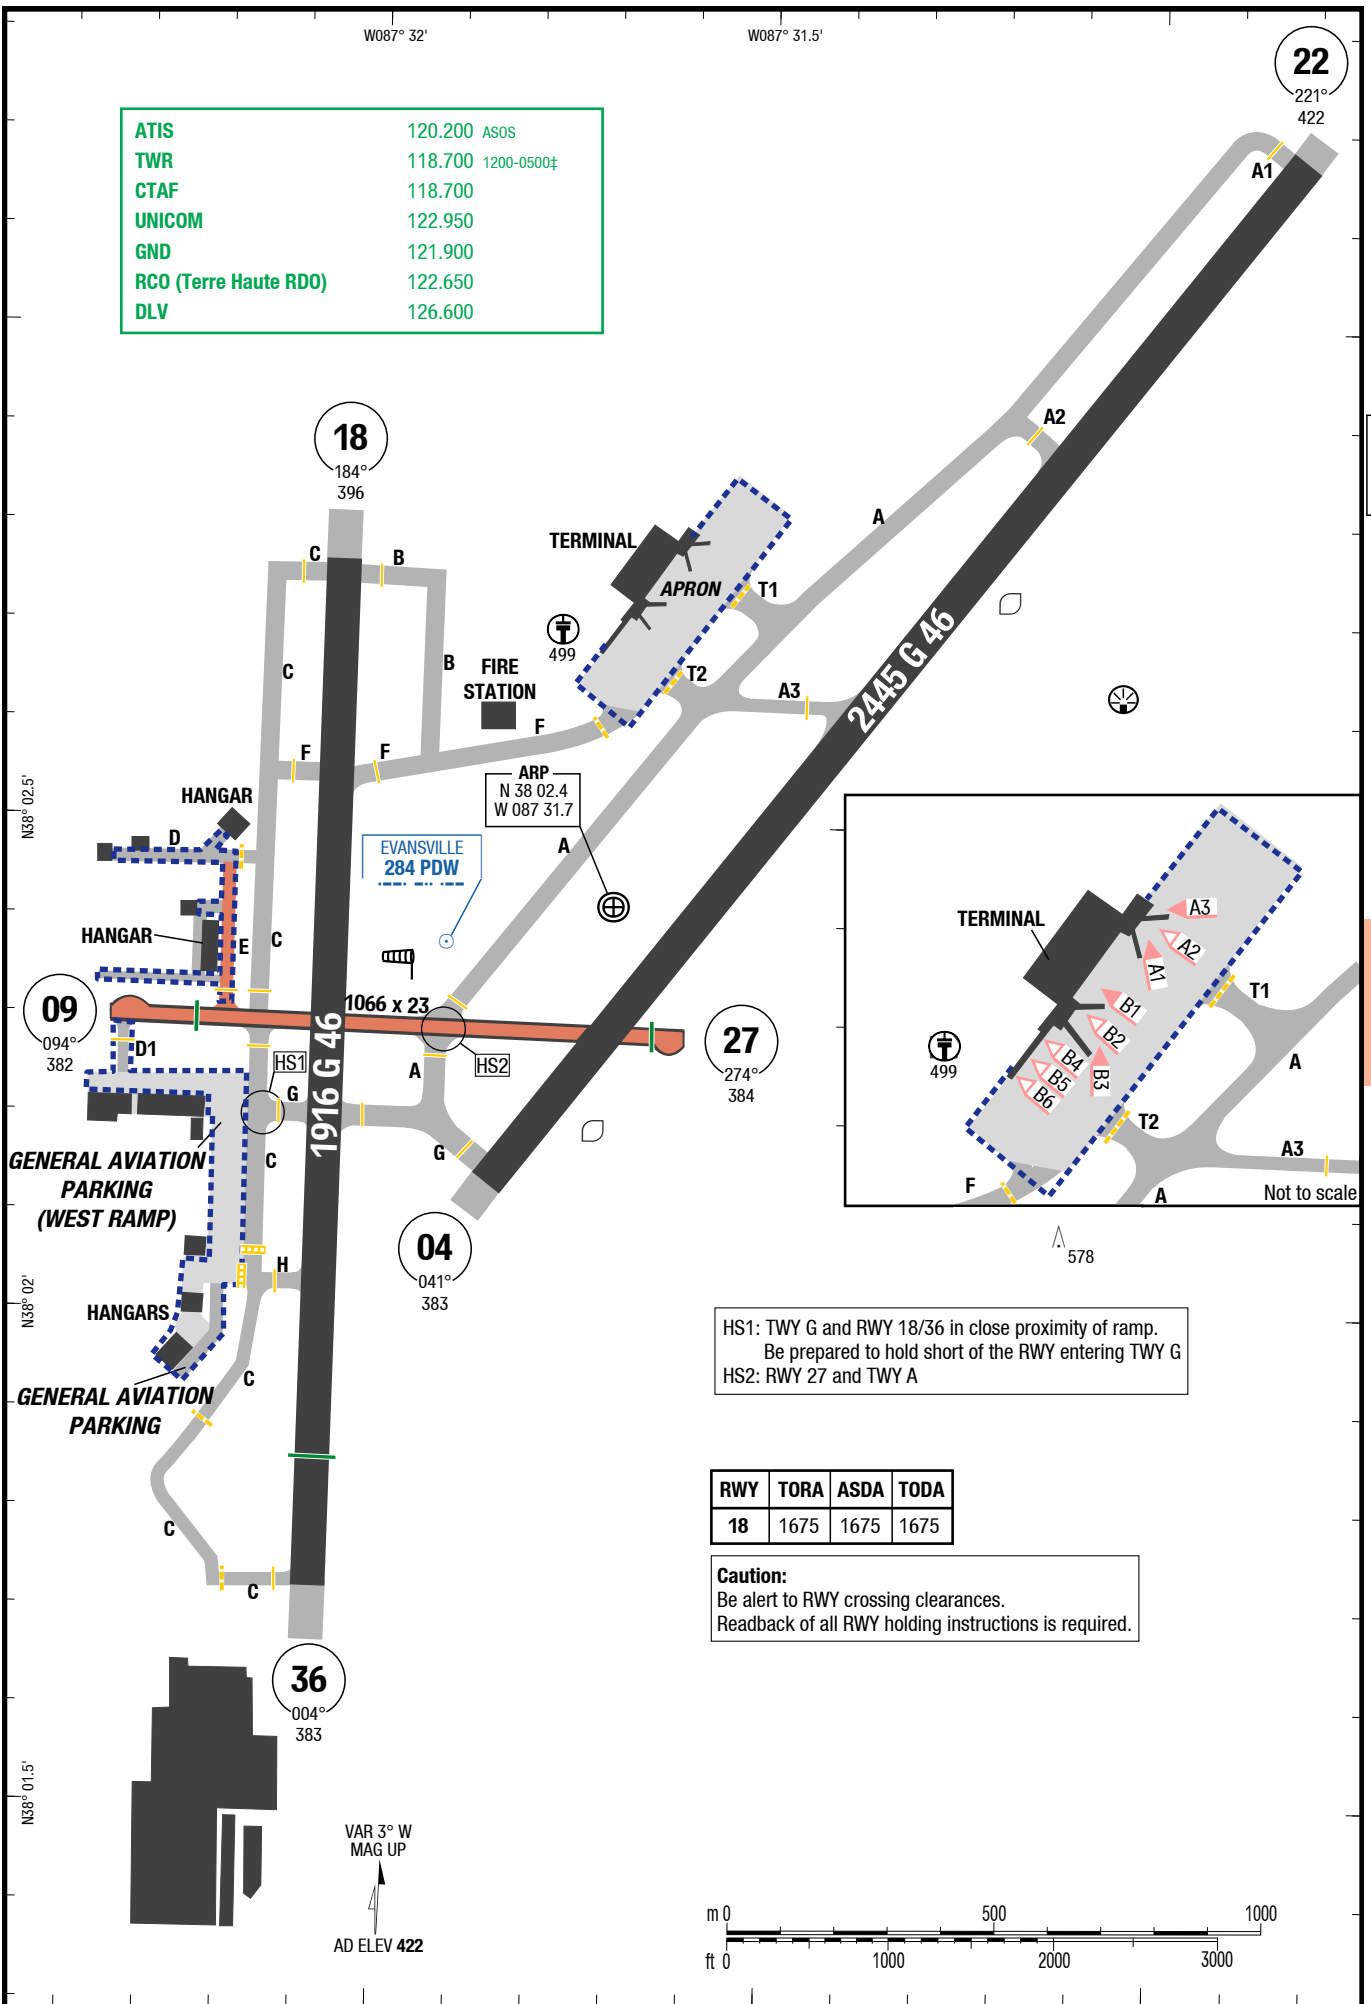 W087° 32'
W087° 31.5'
22
221°
422
ATIS 120.200 ASOS
TWR 118.700 1200-0500‡
CTAF 118.700
UNICOM 122.950
GND 121.900
RCO (Terre Haute RDO) 122.650
DLV 126.600
A1
A2
18
184°
396
A
TERMINAL
APRON
C
B
T1
499
C
B
FIRE
STATION
T2
A3
2445 G 46
F
F
F
ARP
N 38 02.4
W 087 31.7
N38° 02.5'
HANGAR
D
A
EVANSVILLE
284 PDW
HANGAR
E
C
09
094°
382
1066 x 23
D1
HS1
HS2
27
274°
384
A
G
1916 G 46
G
C
GENERAL AVIATION
PARKING
(WEST RAMP)
04
041°
383
H
N38° 02'
HANGARS
GENERAL AVIATION
PARKING
C
C
C
36
004°
383
N38° 01.5'
VAR 3° W
MAG UP
AD ELEV 422
TERMINAL
A3
A2
A1
B1
B2
B3
B4
B5
B6
T1
A
499
T2
A3
F
A
Not to scale
578
HS1: TWY G and RWY 18/36 in close proximity of ramp.
Be prepared to hold short of the RWY entering TWY G
HS2: RWY 27 and TWY A
RWY TORA ASDA TODA
18 1675 1675 1675
Caution:
Be alert to RWY crossing clearances.
Readback of all RWY holding instructions is required.
m 0 500 1000
ft 0 1000 2000 3000